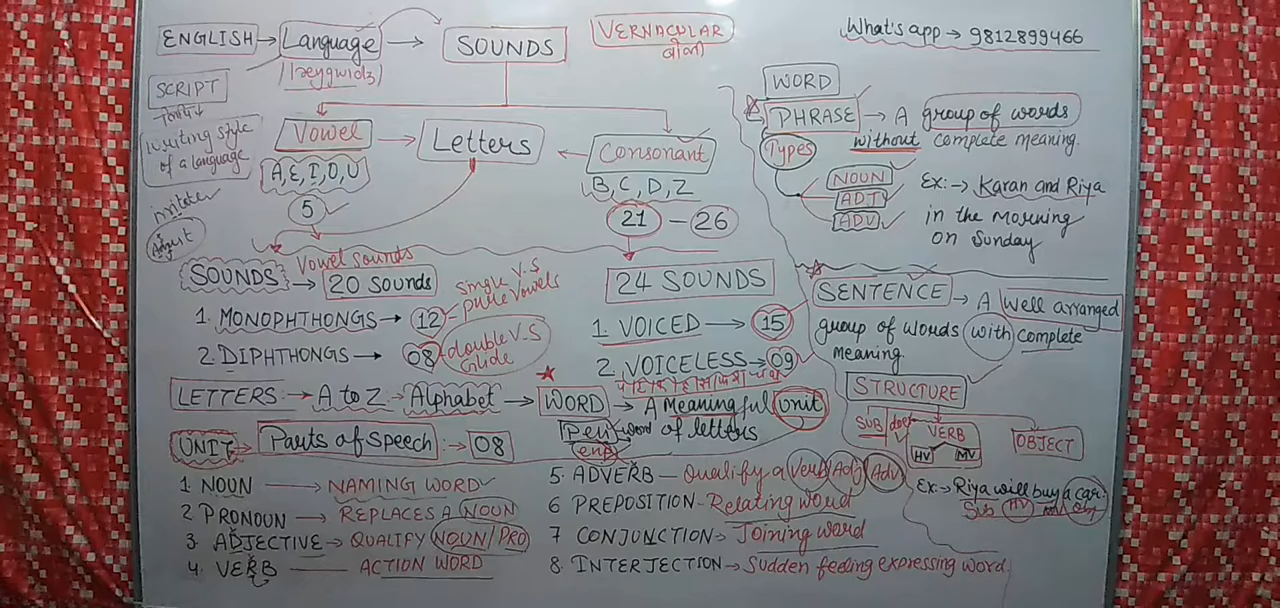 ENGLISH → Language → SOUNDS
VERNACULAR
बोली
What's app → 9812899466
SCRIPT
Writing style
of a language
Vowel → Letters ← Consonant
A, E, I, O, U
5
B, C, D, Z
21 - 26
imitate
SOUNDS → 20 Sounds
Vowel sounds
1. MONOPHTHONGS → 12 - single V.S
pure vowels
2. DIPHTHONGS → 08 - double V.S
Glide
24 SOUNDS
1. VOICED → 15
2. VOICELESS → 09
LETTERS → A to Z → Alphabet → WORD → A Meaningful Unit
Pen word of letters
enp
UNIT → Parts of Speech → 08
1 NOUN → NAMING WORD
2 PRONOUN → REPLACES A NOUN
3. ADJECTIVE → QUALIFY NOUN/PRO
4. VERB — ACTION WORD
5. ADVERB — Qualify a Verb/Adj/Adv
6 PREPOSITION - Relating word
7 CONJUNCTION → Joining word
8. INTERJECTION → Sudden feeling expressing word.
WORD
PHRASE → A group of words
without complete meaning.
Types
NOUN
ADJ
ADV
Ex:→ Karan and Riya
in the Morning
on Sunday
SENTENCE → A Well arranged
group of words with complete
meaning.
STRUCTURE
SUB
VERB
HV MV
OBJECT
Ex:→ Riya will buy a car.
Sub HV MV Obj